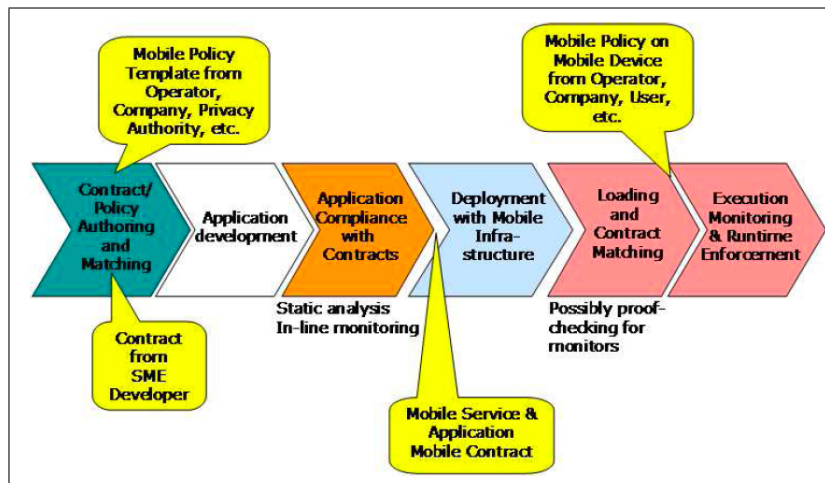 Mobile Policy
Template from
Operator,
Company, Privacy
Authority, etc.
Mobile Policy on
Mobile Device
from Operator,
Company, User,
etc.
Contract/
Policy
Authoring
and
Matching
Application
development
Application
Compliance
with
Contracts
Deployment
with Mobile
Infra-
structure
Loading
and
Contract
Matching
Execution
Monitoring
& Runtime
Enforcement
Static analysis
In-line monitoring
Possibly proof-
checking for
monitors
Contract
from
SME
Developer
Mobile Service &
Application
Mobile Contract